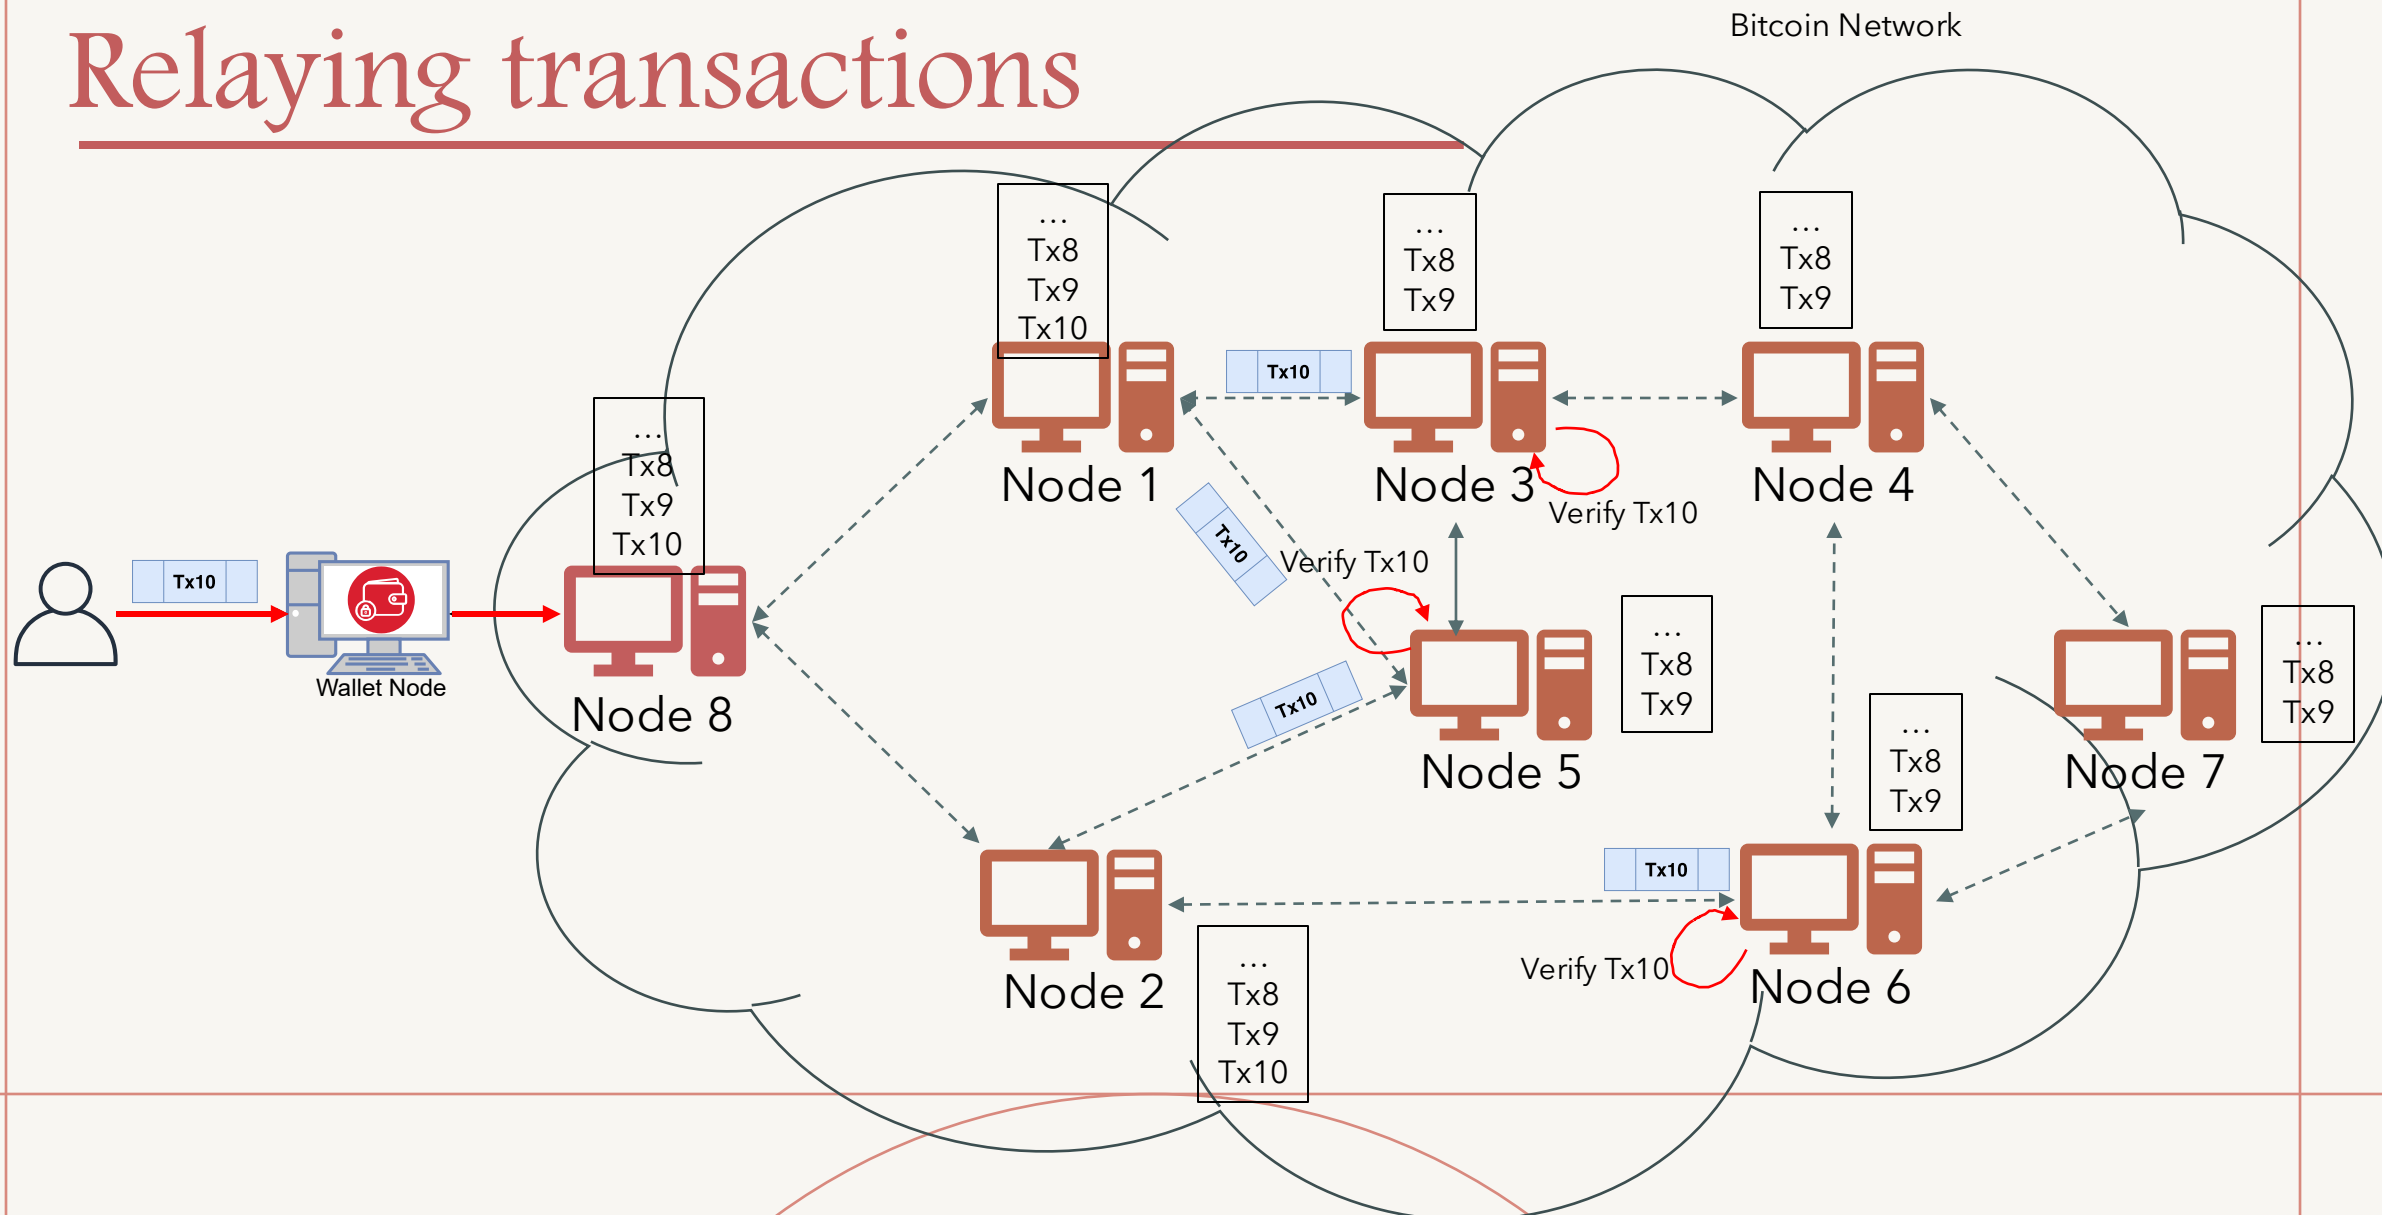 Bitcoin Network
Relaying transactions
...
Tx8
Tx9
Tx10
...
Tx8
Tx9
...
Tx8
Tx9
Tx10
Node 1
Node 3
Verify Tx10
Node 4
...
Tx8
Tx9
Tx10
Tx10
Wallet Node
Node 8
Tx10
Verify Tx10
Tx10
Node 5
...
Tx8
Tx9
...
Tx8
Tx9
Node 7
...
Tx8
Tx9
Tx10
Verify Tx10
Node 6
Node 2
...
Tx8
Tx9
Tx10